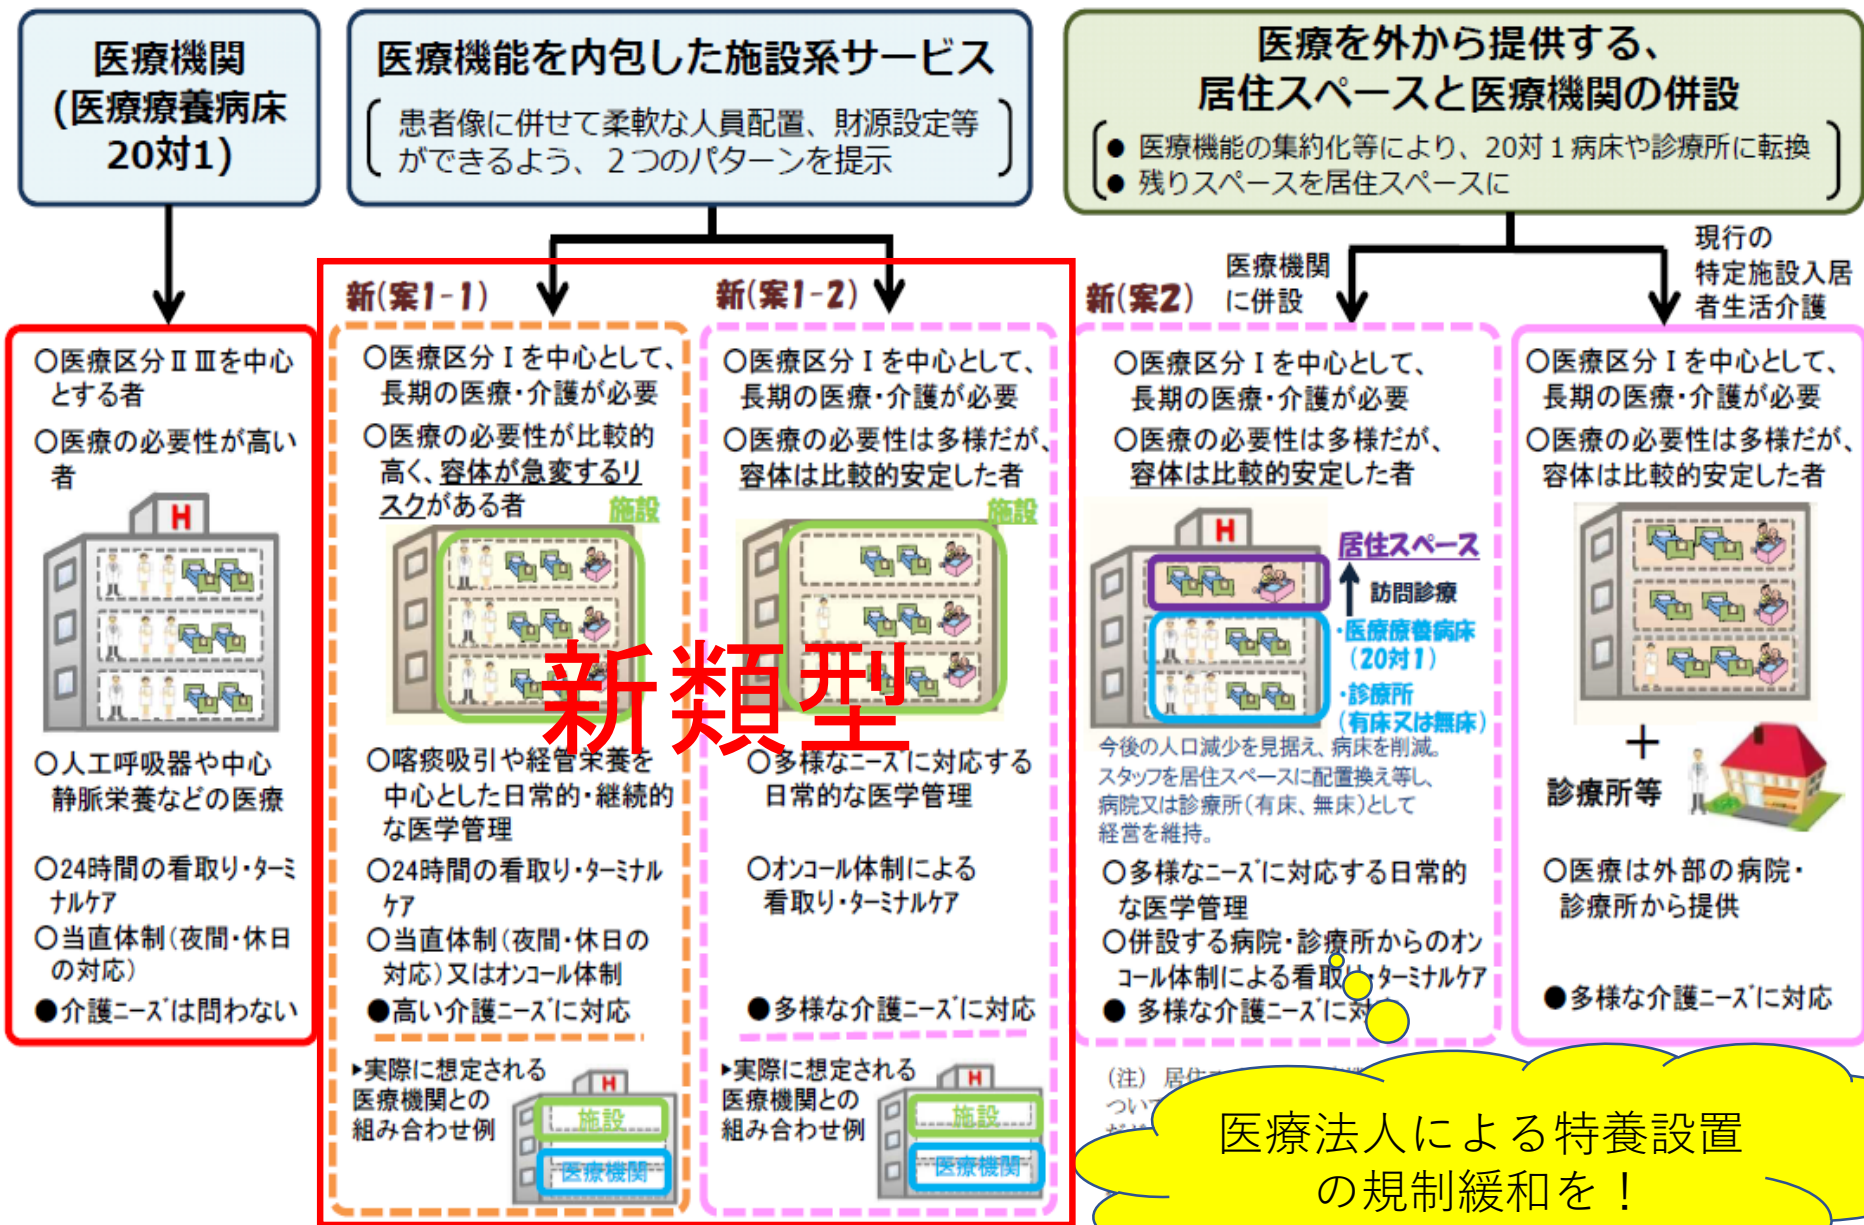 医療機関
(医療療養病床
20対1)
医療機能を内包した施設系サービス
患者像に併せて柔軟な人員配置、財源設定等
ができるよう、２つのパターンを提示
医療を外から提供する、
居住スペースと医療機関の併設
● 医療機能の集約化等により、20対１病床や診療所に転換
● 残りスペースを居住スペースに
〇医療区分ⅡⅢを中心
とする者
〇医療の必要性が高い
者
H
〇人工呼吸器や中心
静脈栄養などの医療
〇24時間の看取り・ターミ
ナルケア
〇当直体制（夜間・休日
の対応）
●介護ニーズは問わない
新(案1-1)
〇医療区分Ⅰを中心として、
長期の医療・介護が必要
〇医療の必要性が比較的
高く、容体が急変するリ
スクがある者
施設
〇喀痰吸引や経管栄養を
中心とした日常的・継続的
な医学管理
〇24時間の看取り・ターミナル
ケア
〇当直体制（夜間・休日の
対応）又はオンコール体制
●高い介護ニーズに対応
▶実際に想定される
医療機関との
組み合わせ例
H
施設
医療機関
新(案1-2)
〇医療区分Ⅰを中心として、
長期の医療・介護が必要
〇医療の必要性は多様だが、
容体は比較的安定した者
施設
新類型
〇多様なニーズに対応する
日常的な医学管理
〇オンコール体制による
看取り・ターミナルケア
●多様な介護ニーズに対応
▶実際に想定される
医療機関との
組み合わせ例
H
施設
医療機関
新(案2)
医療機関
に併設
〇医療区分Ⅰを中心として、
長期の医療・介護が必要
〇医療の必要性は多様だが、
容体は比較的安定した者
H
居住スペース
訪問診療
・医療療養病床
（20対1）
・診療所
（有床又は無床）
今後の人口減少を見据え、病床を削減。
スタッフを居住スペースに配置換え等し、
病院又は診療所（有床、無床）として
経営を維持。
〇多様なニーズに対応する日常的
な医学管理
〇併設する病院・診療所からのオン
コール体制による看取り・ターミナルケア
● 多様な介護ニーズに対
（注） 居住
ついて
現行の
特定施設入居
者生活介護
〇医療区分Ⅰを中心として、
長期の医療・介護が必要
〇医療の必要性は多様だが、
容体は比較的安定した者
＋
診療所等
〇医療は外部の病院・
診療所から提供
●多様な介護ニーズに対応
医療法人による特養設置
の規制緩和を！